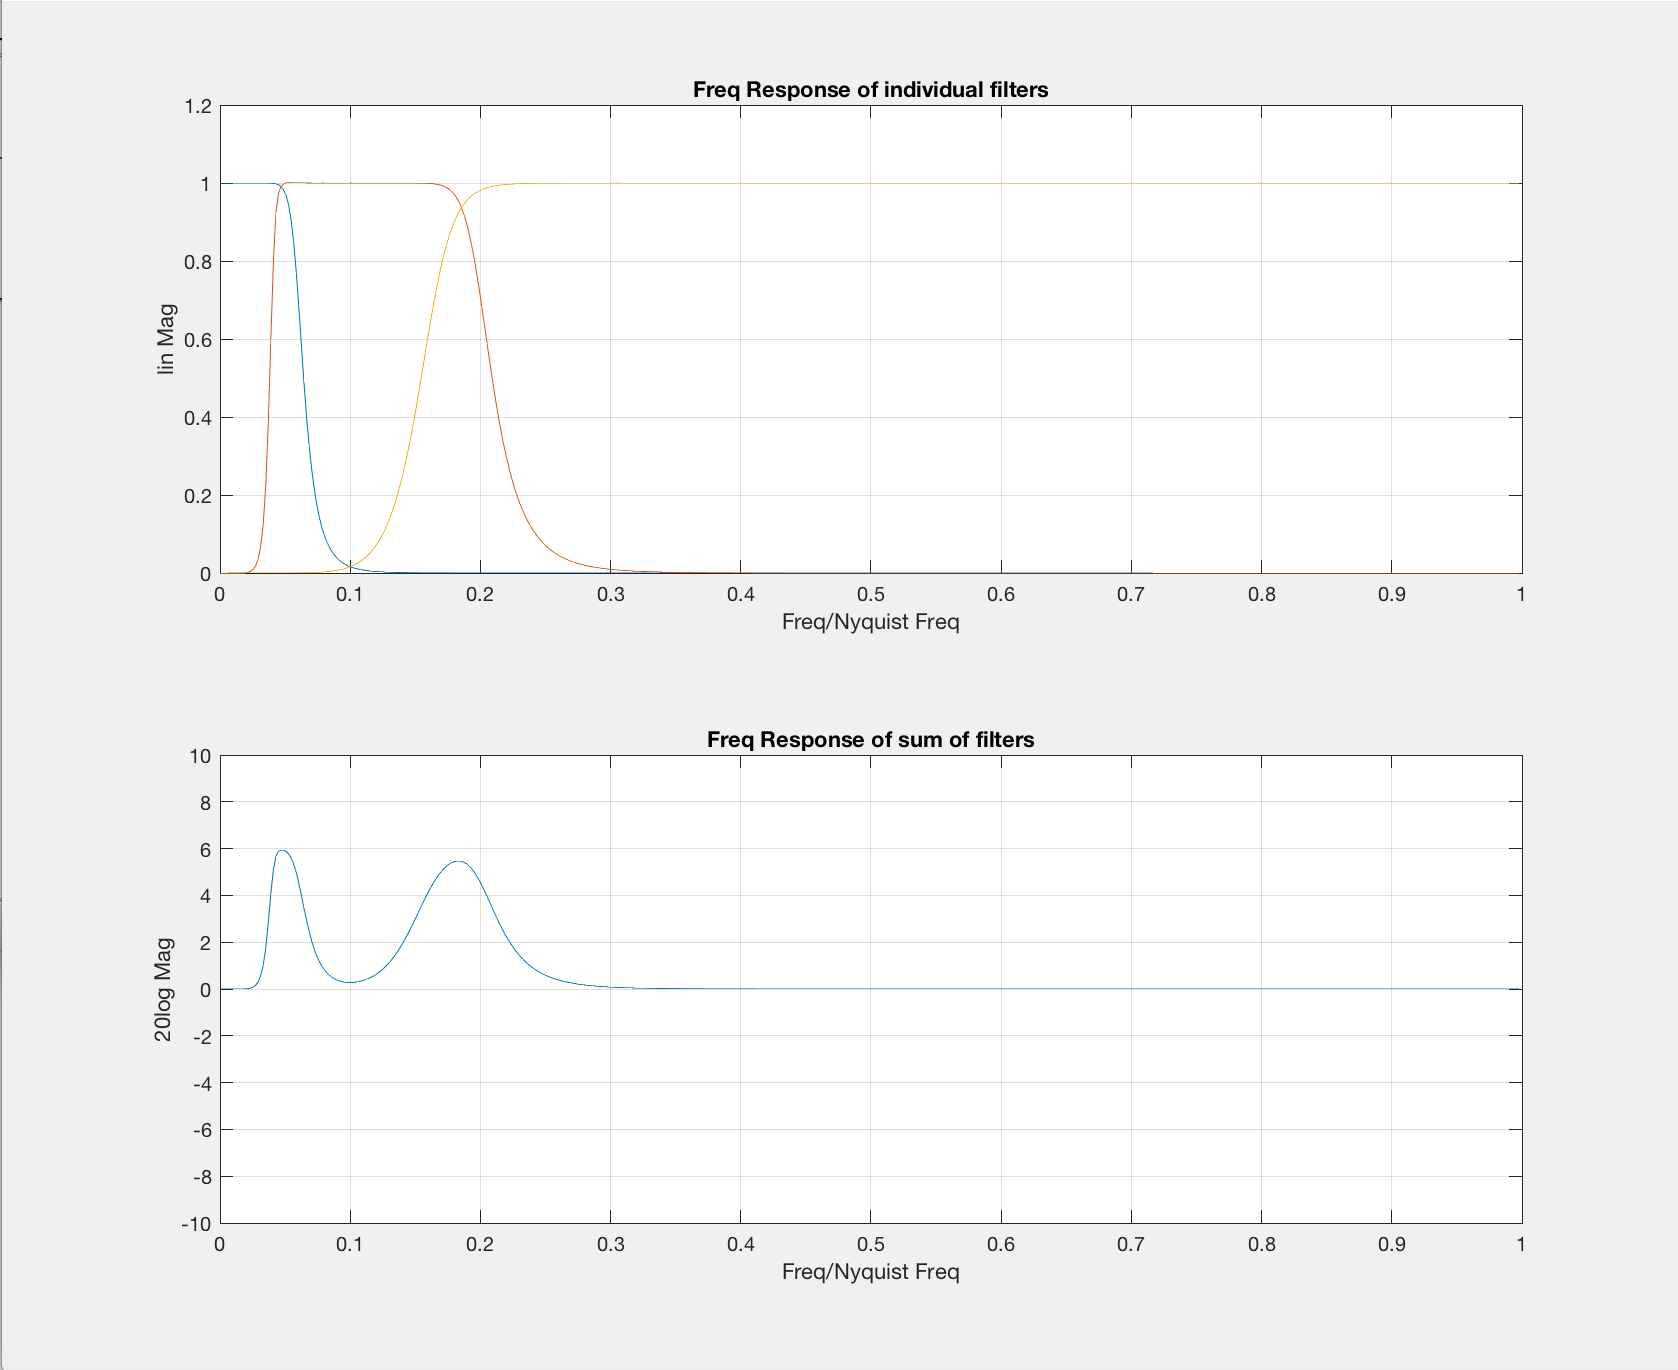 Freq Response of individual filters
1.2
1
0.8
0.6
0.4
0.2
0
lin Mag
0 0.1 0.2 0.3 0.4 0.5 0.6 0.7 0.8 0.9 1
Freq/Nyquist Freq
Freq Response of sum of filters
10
8
6
4
2
0
-2
-4
-6
-8
-10
20log Mag
0 0.1 0.2 0.3 0.4 0.5 0.6 0.7 0.8 0.9 1
Freq/Nyquist Freq